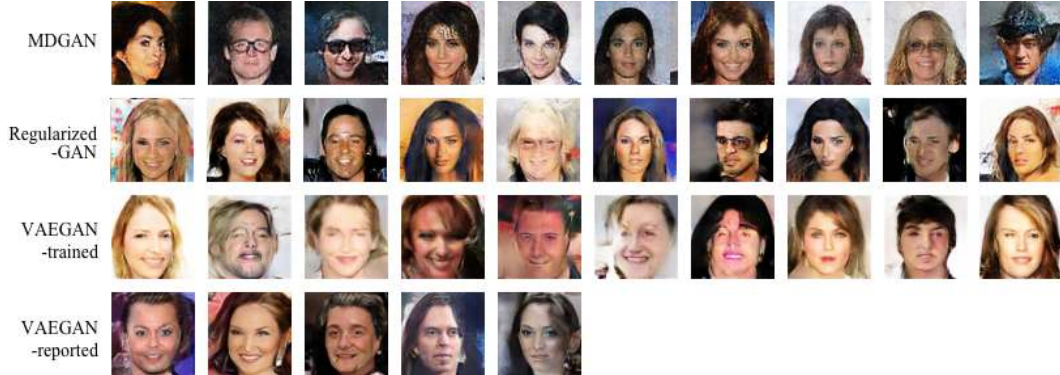 MDGAN
Regularized
-GAN
VAEGAN
-trained
VAEGAN
-reported